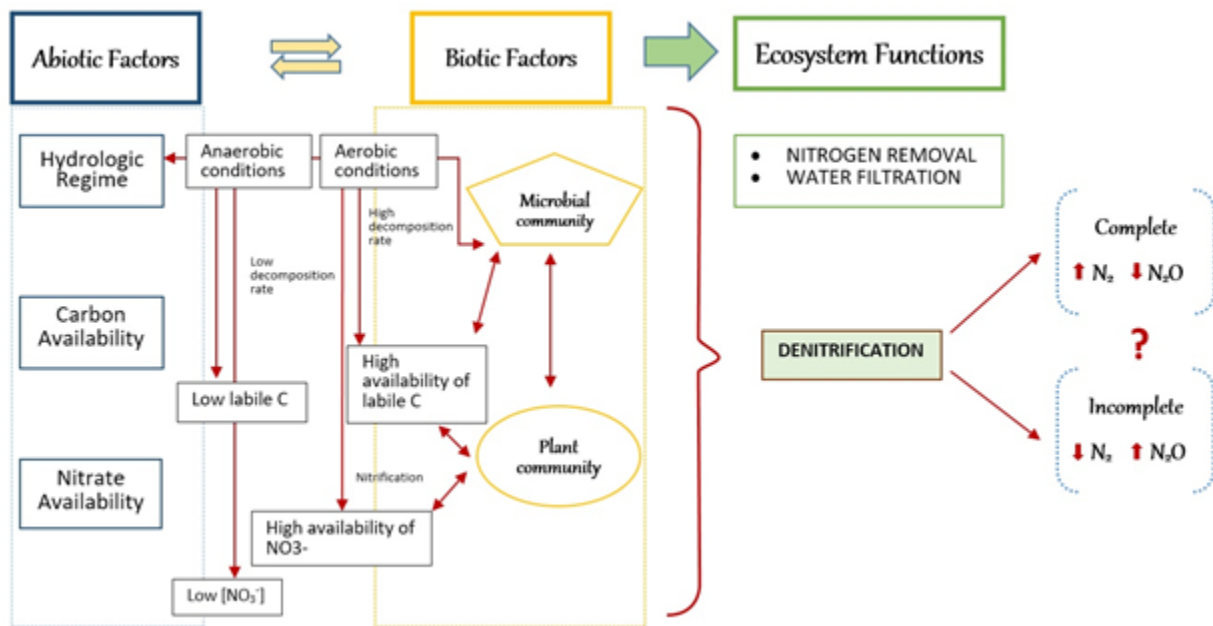 Abiotic Factors
Biotic Factors
Ecosystem Functions
Hydrologic
Regime
Anaerobic
conditions
Aerobic
conditions
• NITROGEN REMOVAL
• WATER FILTRATION
Microbial
community
High
decomposition
rate
Low
decomposition
rate
Complete
⬆ N₂ ⬇ N₂O
Carbon
Availability
?
High
availability of
labile C
DENITRIFICATION
Low labile C
Incomplete
⬇ N₂ ⬆ N₂O
Plant
community
Nitrate
Availability
Nitrification
High availability of
NO3-
Low [NO₃⁻]